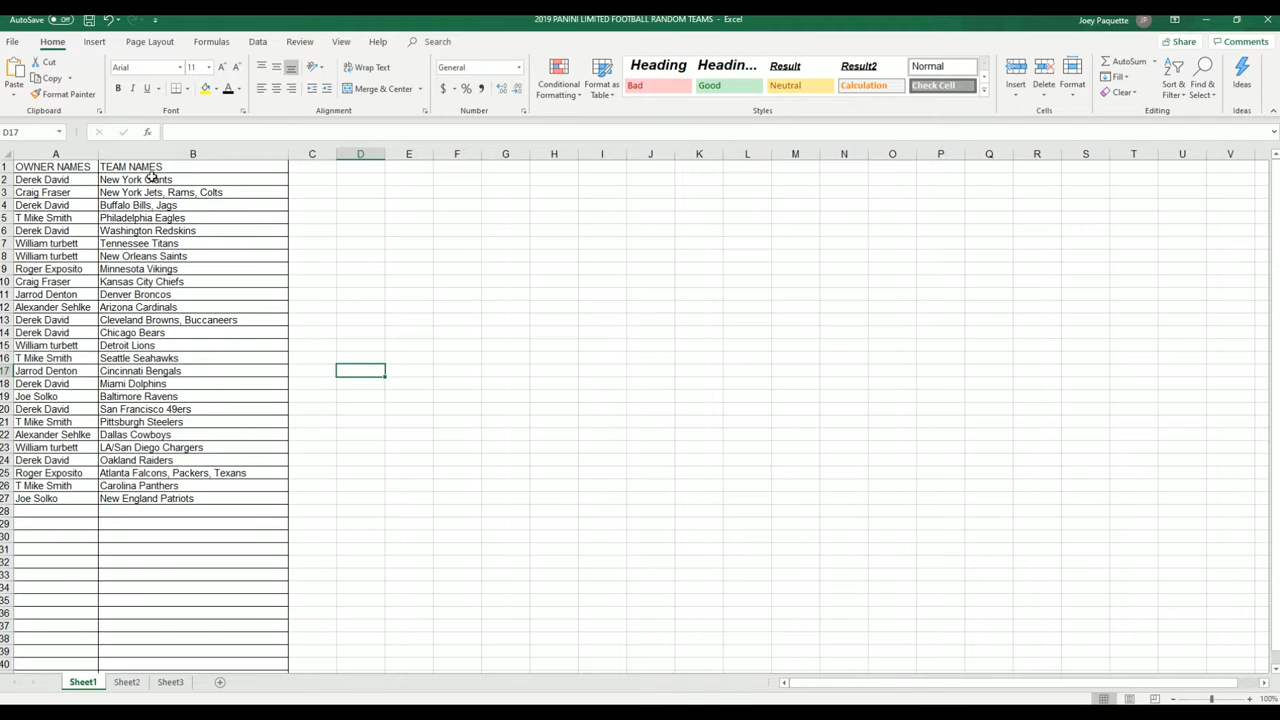 AutoSave Off 2019 PANINI LIMITED FOOTBALL RANDOM TEAMS - Excel Joey Paquette JP
File Home Insert Page Layout Formulas Data Review View Help Search Share Comments
Paste Cut Copy Format Painter Clipboard
Arial 11 B I U A Font
Wrap Text Merge & Center Alignment
General $ % Number
Conditional Formatting Format as Table
Heading Headin... Result Result2 Normal
Bad Good Neutral Calculation Check Cell
Styles
Insert Delete Format Cells
AutoSum Fill Clear Sort & Filter Find & Select Editing
Ideas Ideas
D17 fx
A B C D E F G H I J K L M N O P Q R S T U V
1 OWNER NAMES TEAM NAMES
2 Derek David New York Giants
3 Craig Fraser New York Jets, Rams, Colts
4 Derek David Buffalo Bills, Jags
5 T Mike Smith Philadelphia Eagles
6 Derek David Washington Redskins
7 William turbett Tennessee Titans
8 William turbett New Orleans Saints
9 Roger Exposito Minnesota Vikings
10 Craig Fraser Kansas City Chiefs
11 Jarrod Denton Denver Broncos
12 Alexander Sehlke Arizona Cardinals
13 Derek David Cleveland Browns, Buccaneers
14 Derek David Chicago Bears
15 William turbett Detroit Lions
16 T Mike Smith Seattle Seahawks
17 Jarrod Denton Cincinnati Bengals
18 Derek David Miami Dolphins
19 Joe Solko Baltimore Ravens
20 Derek David San Francisco 49ers
21 T Mike Smith Pittsburgh Steelers
22 Alexander Sehlke Dallas Cowboys
23 William turbett LA/San Diego Chargers
24 Derek David Oakland Raiders
25 Roger Exposito Atlanta Falcons, Packers, Texans
26 T Mike Smith Carolina Panthers
27 Joe Solko New England Patriots
28
29
30
31
32
33
34
35
36
37
38
39
40
Sheet1 Sheet2 Sheet3
100%